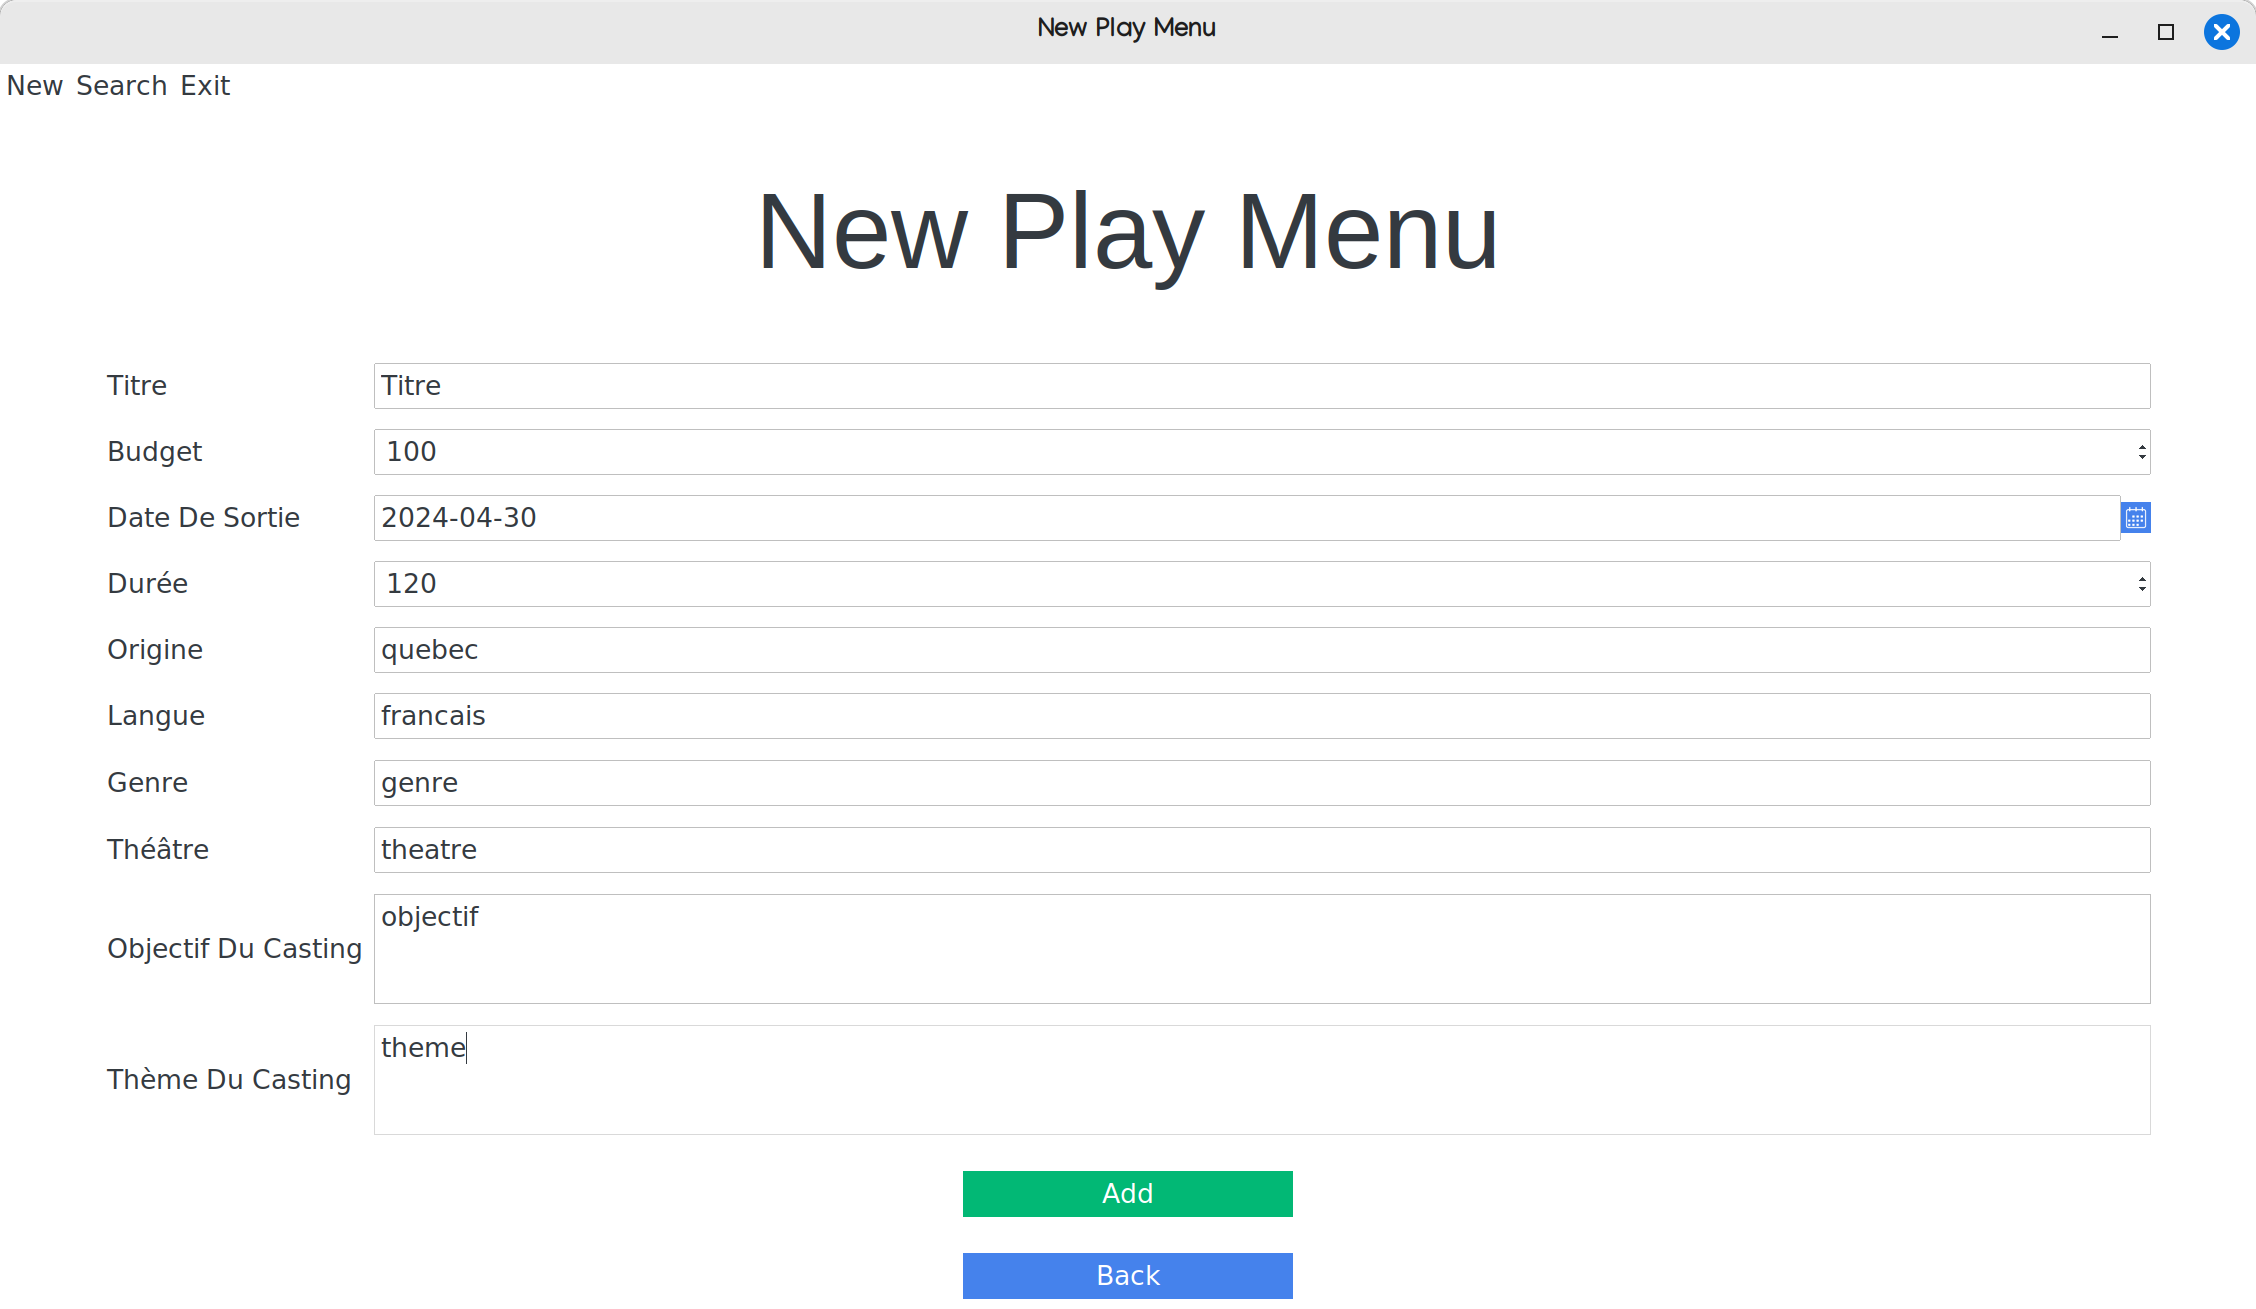 New Play Menu
New Search Exit
New Play Menu
Titre Titre
Budget 100
Date De Sortie 2024-04-30
Durée 120
Origine quebec
Langue francais
Genre genre
Théâtre theatre
Objectif Du Casting objectif
Thème Du Casting theme
Add
Back